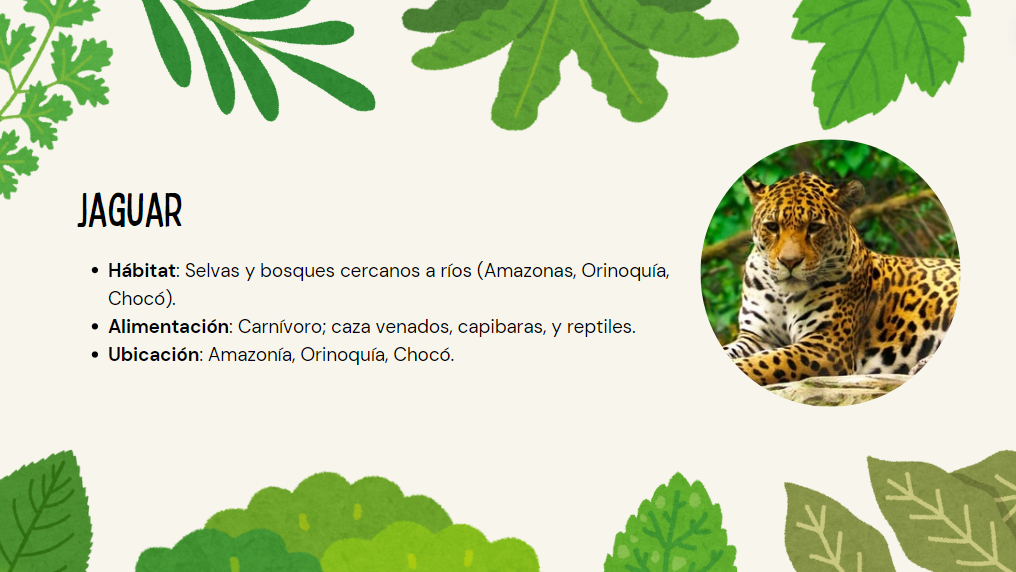 JAGUAR
• Hábitat: Selvas y bosques cercanos a ríos (Amazonas, Orinoquía,
Chocó).
• Alimentación: Carnívoro; caza venados, capibaras, y reptiles.
• Ubicación: Amazonía, Orinoquía, Chocó.